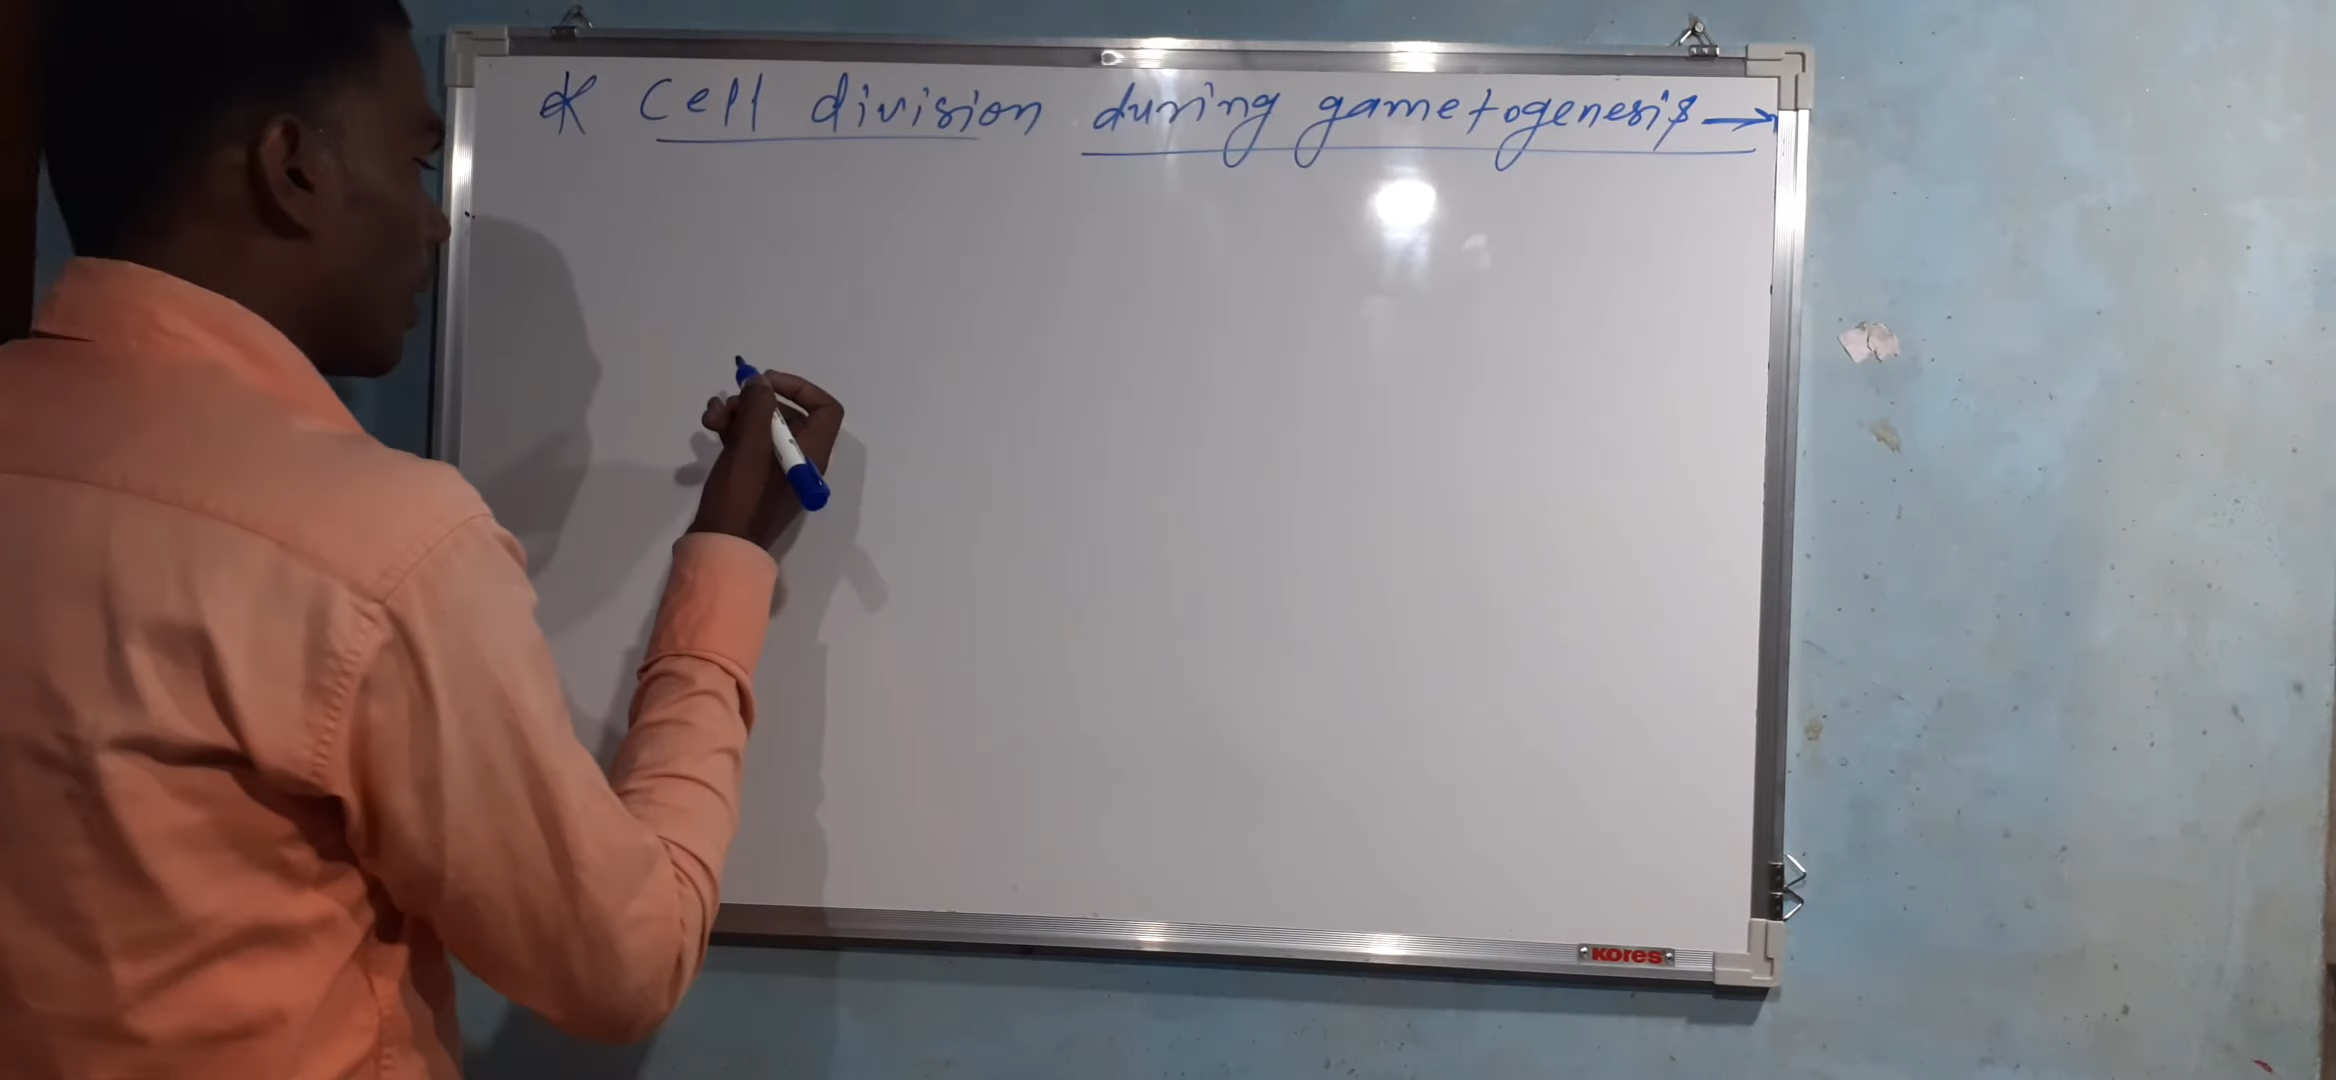 * Cell division during gametogenesis →
Kores